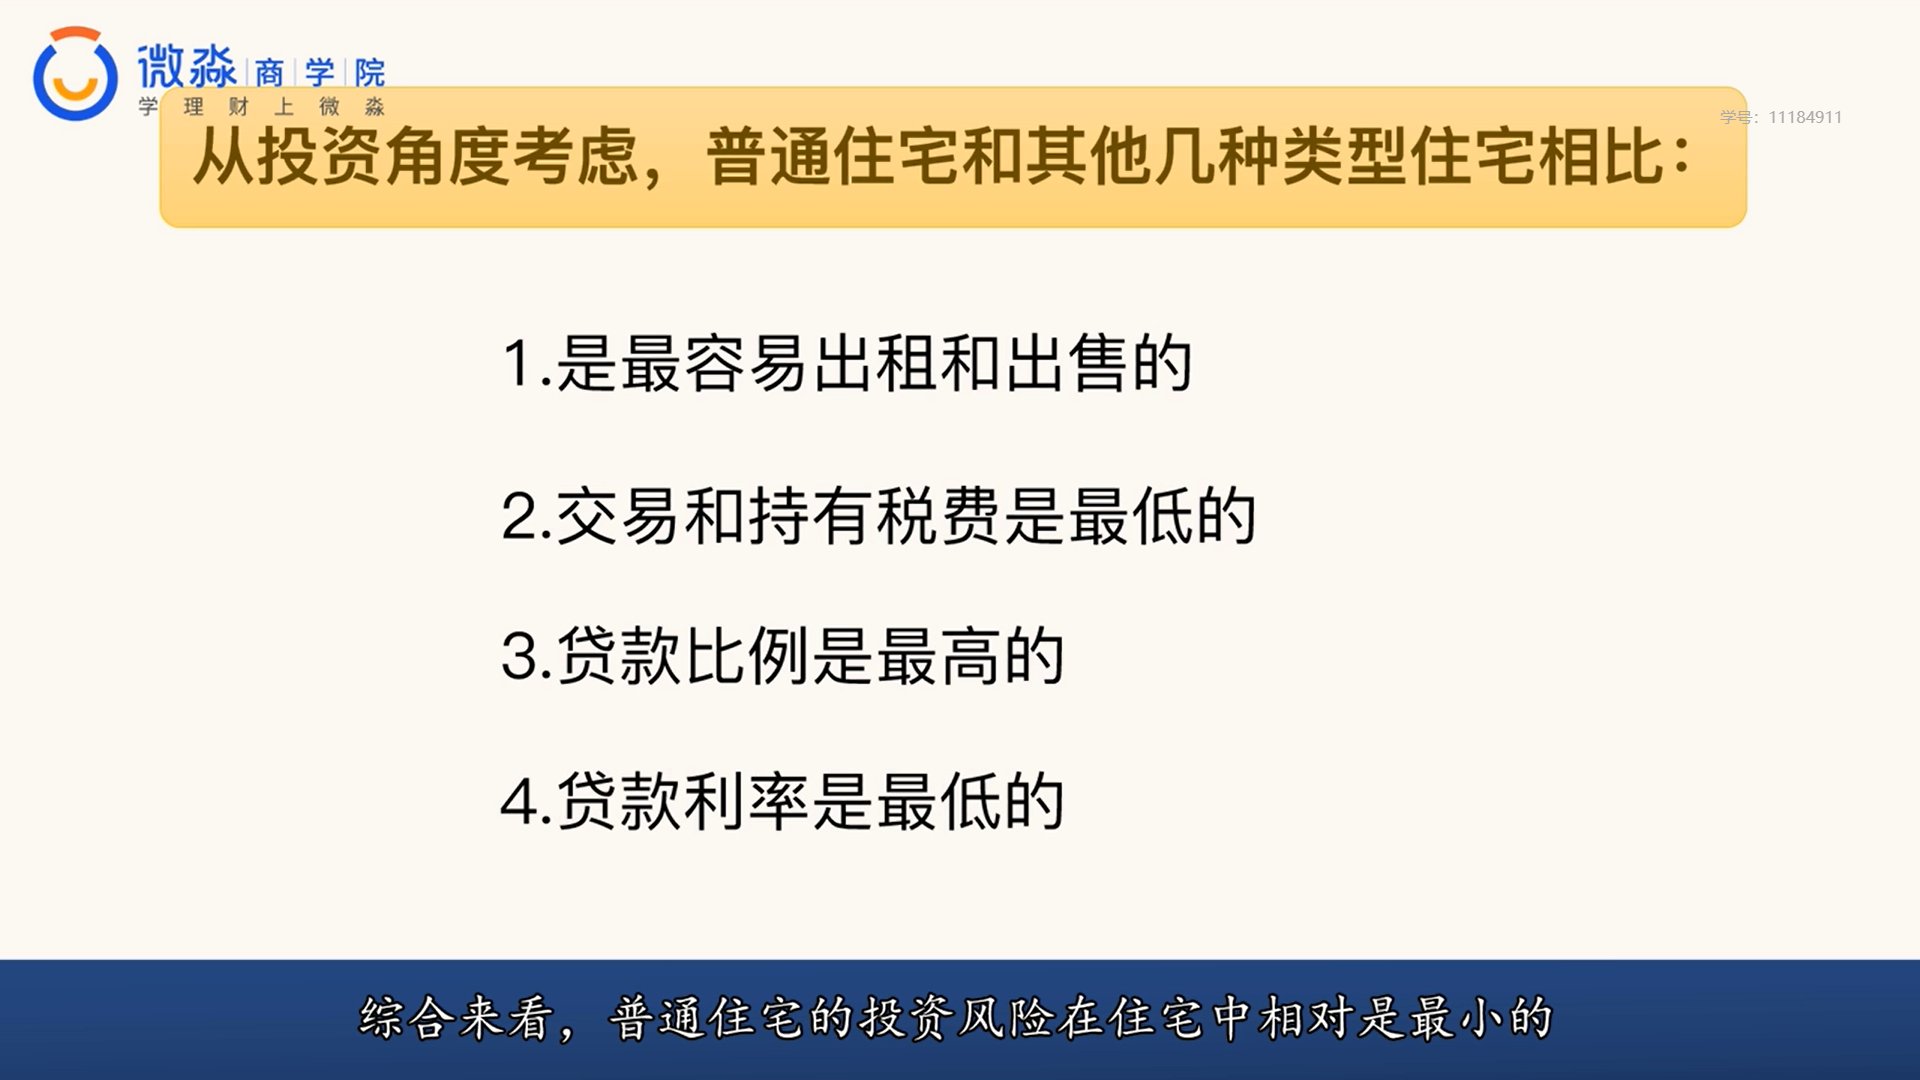 微淼商学院
学理财上微淼
学号：11184911
从投资角度考虑，普通住宅和其他几种类型住宅相比：
1.是最容易出租和出售的
2.交易和持有税费是最低的
3.贷款比例是最高的
4.贷款利率是最低的
综合来看，普通住宅的投资风险在住宅中相对是最小的